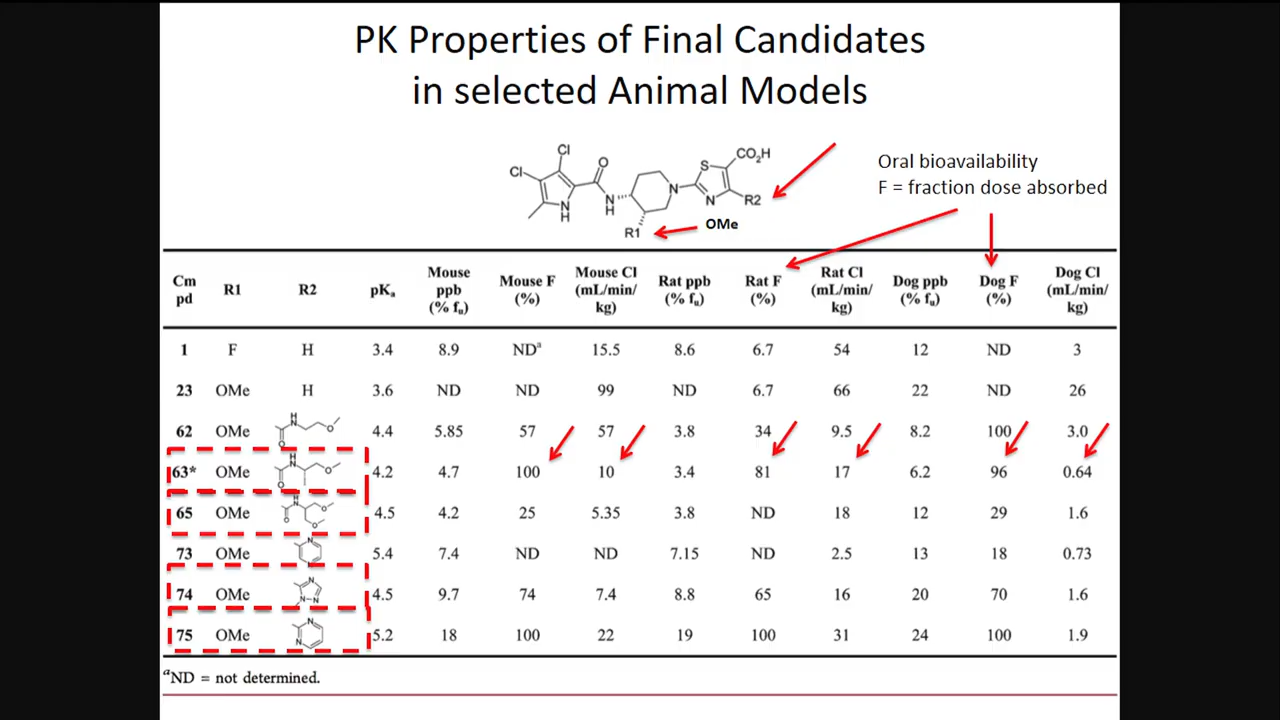 PK Properties of Final Candidates
in selected Animal Models
Cl
Cl
O
N
H
N
H
R1
N
S
N
CO₂H
R2
OMe
Oral bioavailability
F = fraction dose absorbed
Cm pd R1 R2 pKₐ Mouse ppb (% fᵤ) Mouse F (%) Mouse Cl (mL/min/kg) Rat ppb (% fᵤ) Rat F (%) Rat Cl (mL/min/kg) Dog ppb (% fᵤ) Dog F (%) Dog Cl (mL/min/kg)
1 F H 3.4 8.9 NDᵃ 15.5 8.6 6.7 54 12 ND 3
23 OMe H 3.6 ND ND 99 ND 6.7 66 22 ND 26
62 OMe H N O O 4.4 5.85 57 57 3.8 34 9.5 8.2 100 3.0
63* OMe H N O O 4.2 4.7 100 10 3.4 81 17 6.2 96 0.64
65 OMe H N O O O 4.5 4.2 25 5.35 3.8 ND 18 12 29 1.6
73 OMe N N 5.4 7.4 ND ND 7.15 ND 2.5 13 18 0.73
74 OMe N N N 4.5 9.7 74 7.4 8.8 65 16 20 70 1.6
75 OMe N N 5.2 18 100 22 19 100 31 24 100 1.9
ᵃND = not determined.